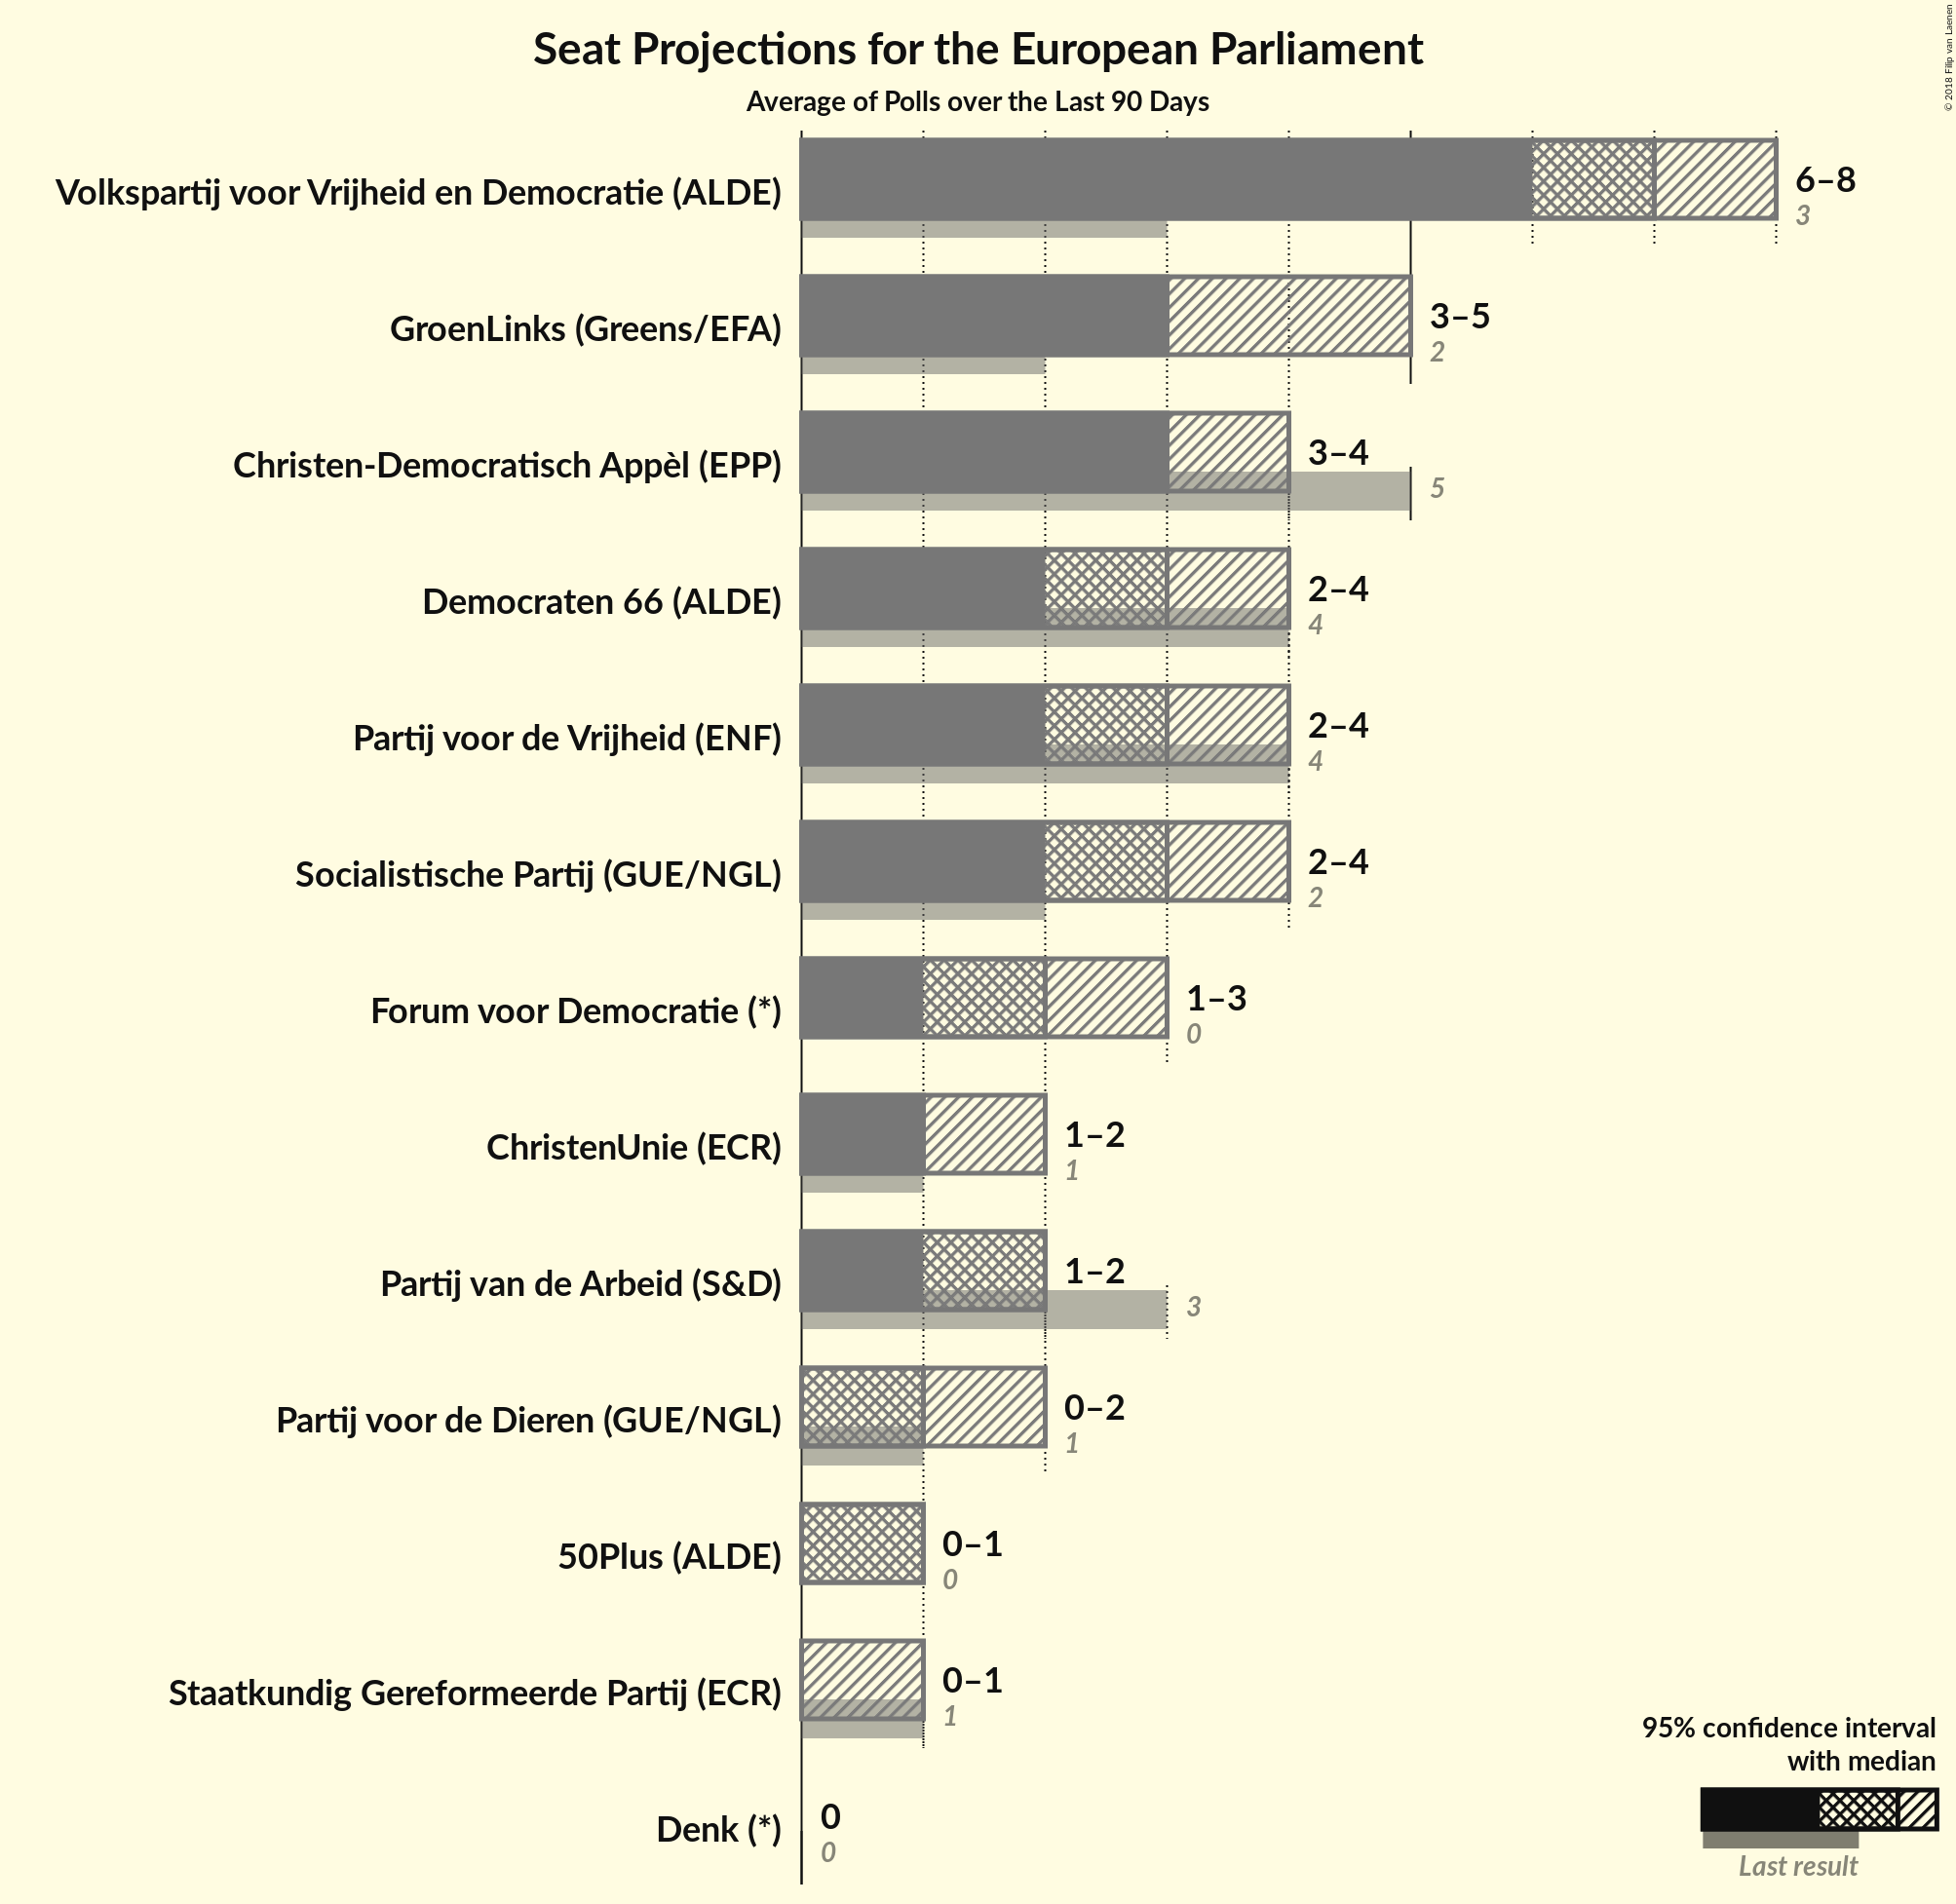 Seat Projections for the European Parliament
Average of Polls over the Last 90 Days
© 2018 Filip van Laenen
Volkspartij voor Vrijheid en Democratie (ALDE)
6–8
3
GroenLinks (Greens/EFA)
3–5
2
Christen-Democratisch Appèl (EPP)
3–4
5
Democraten 66 (ALDE)
2–4
4
Partij voor de Vrijheid (ENF)
2–4
4
Socialistische Partij (GUE/NGL)
2–4
2
Forum voor Democratie (*)
1–3
0
ChristenUnie (ECR)
1–2
1
Partij van de Arbeid (S&D)
1–2
3
Partij voor de Dieren (GUE/NGL)
0–2
1
50Plus (ALDE)
0–1
0
Staatkundig Gereformeerde Partij (ECR)
0–1
1
Denk (*)
0
0
95% confidence interval
with median
Last result